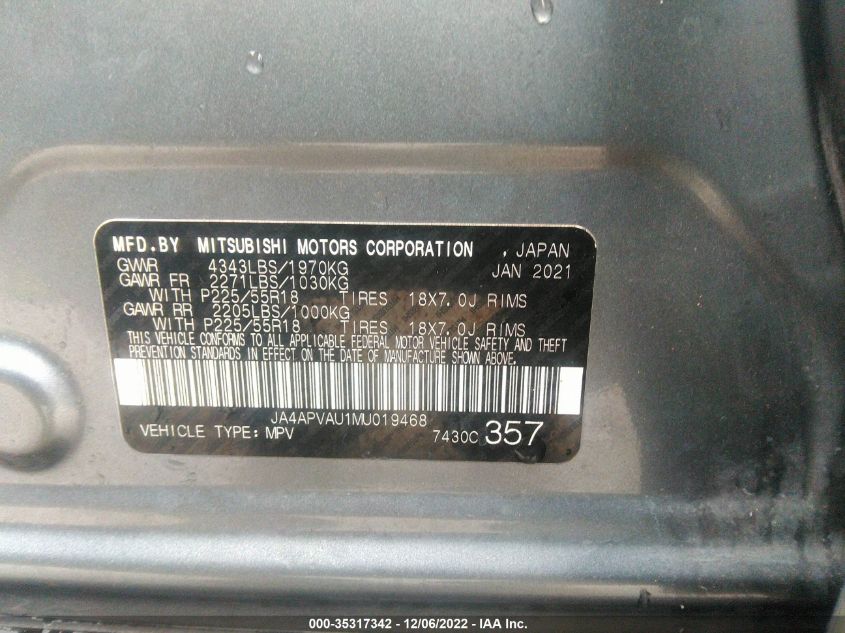 MFD.BY MITSUBISHI MOTORS CORPORATION , JAPAN
GVWR 4343LBS/1970KG JAN 2021
GAWR FR 2271LBS/1030KG
WITH P225/55R18 TIRES 18X7.0J RIMS
GAWR RR 2205LBS/1000KG
WITH P225/55R18 TIRES 18X7.0J RIMS
THIS VEHICLE CONFORMS TO ALL APPLICABLE FEDERAL MOTOR VEHICLE SAFETY AND THEFT
PREVENTION STANDARDS IN EFFECT ON THE DATE OF MANUFACTURE SHOWN ABOVE.
JA4APVAU1MU019468
VEHICLE TYPE: MPV 7430C 357
000-35317342 - 12/06/2022 - IAA Inc.